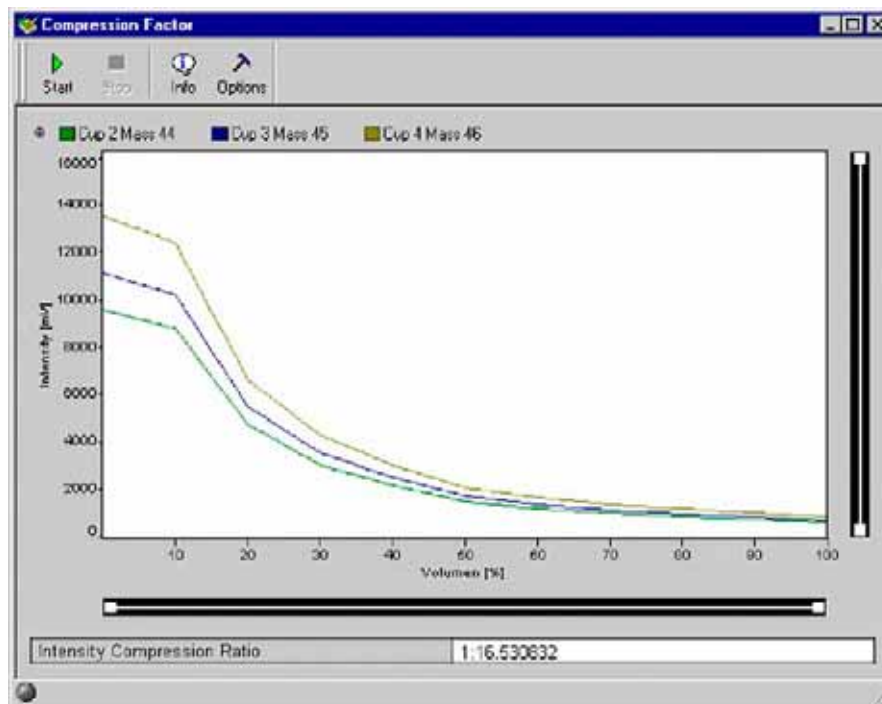 Compression Factor
Start Stop Info Options
Cup 2 Mass 44 Cup 3 Mass 45 Cup 4 Mass 46
16000
14000
12000
10000
8000
6000
4000
2000
0
Intensity [mV]
10 20 30 40 50 60 70 80 90 100
Volumen [%]
Intensity Compression Ratio 1:16.530832